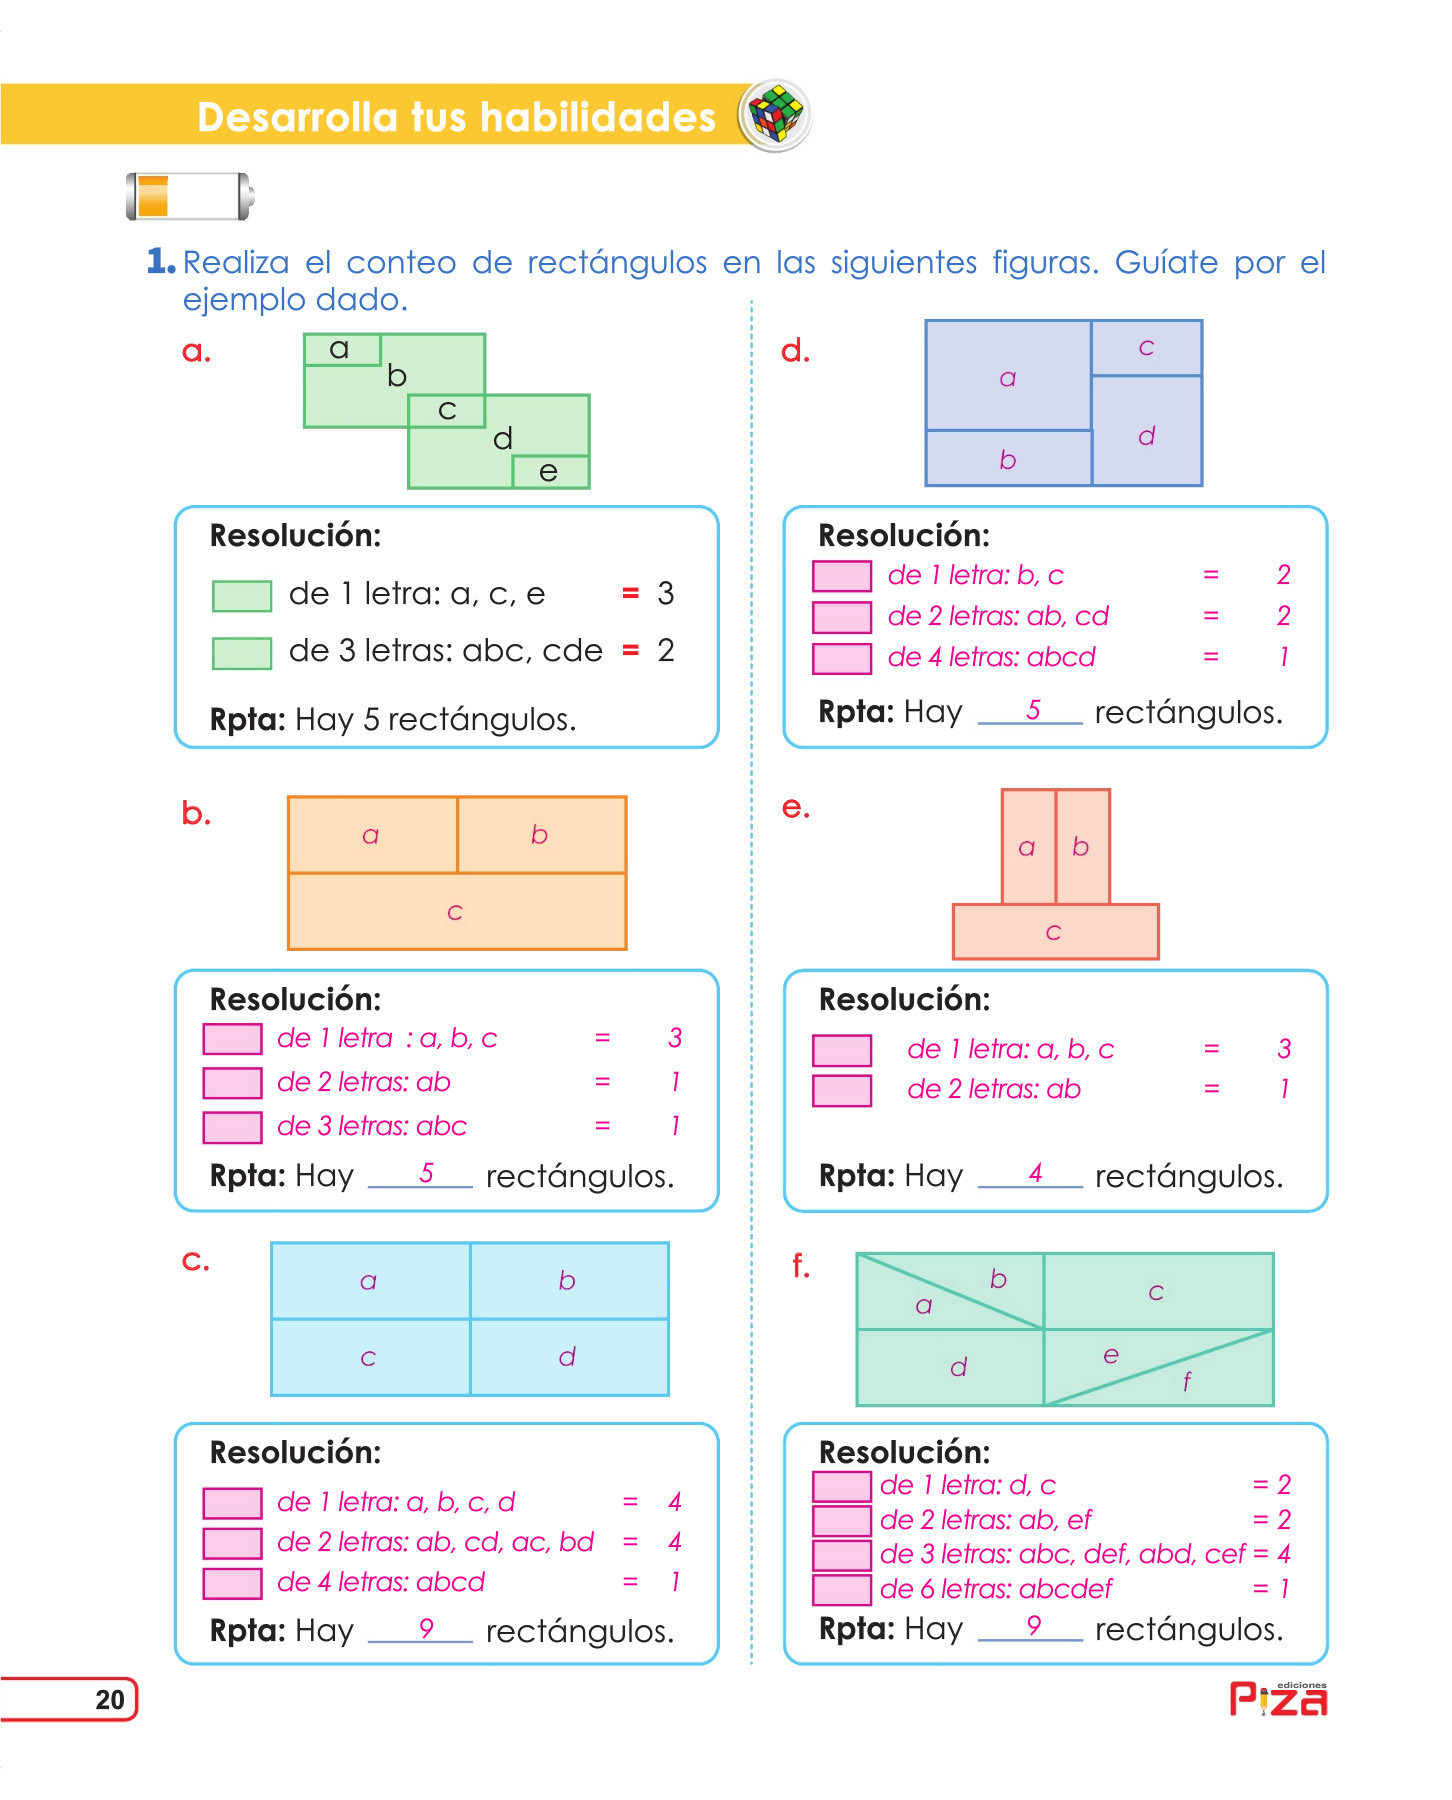 Desarrolla tus habilidades
1. Realiza el conteo de rectángulos en las siguientes figuras. Guíate por el
ejemplo dado.
a.
a
b
c
d
e
Resolución:
de 1 letra: a, c, e = 3
de 3 letras: abc, cde = 2
Rpta: Hay 5 rectángulos.
b.
a b
c
Resolución:
de 1 letra : a, b, c = 3
de 2 letras: ab = 1
de 3 letras: abc = 1
Rpta: Hay 5 rectángulos.
c.
a b
c d
Resolución:
de 1 letra: a, b, c, d = 4
de 2 letras: ab, cd, ac, bd = 4
de 4 letras: abcd = 1
Rpta: Hay 9 rectángulos.
d.
c
a
d
b
Resolución:
de 1 letra: b, c = 2
de 2 letras: ab, cd = 2
de 4 letras: abcd = 1
Rpta: Hay 5 rectángulos.
e.
a b
c
Resolución:
de 1 letra: a, b, c = 3
de 2 letras: ab = 1
Rpta: Hay 4 rectángulos.
f.
b
c
a
e
d
f
Resolución:
de 1 letra: d, c = 2
de 2 letras: ab, ef = 2
de 3 letras: abc, def, abd, cef = 4
de 6 letras: abcdef = 1
Rpta: Hay 9 rectángulos.
20
ediciones
Piza